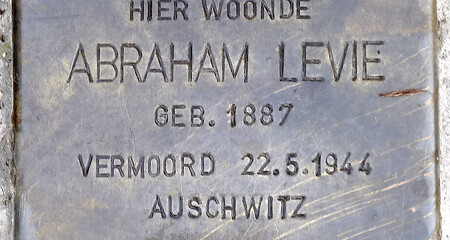 HIER WOONDE
ABRAHAM LEVIE
GEB. 1887
VERMOORD 22.5.1944
AUSCHWITZ